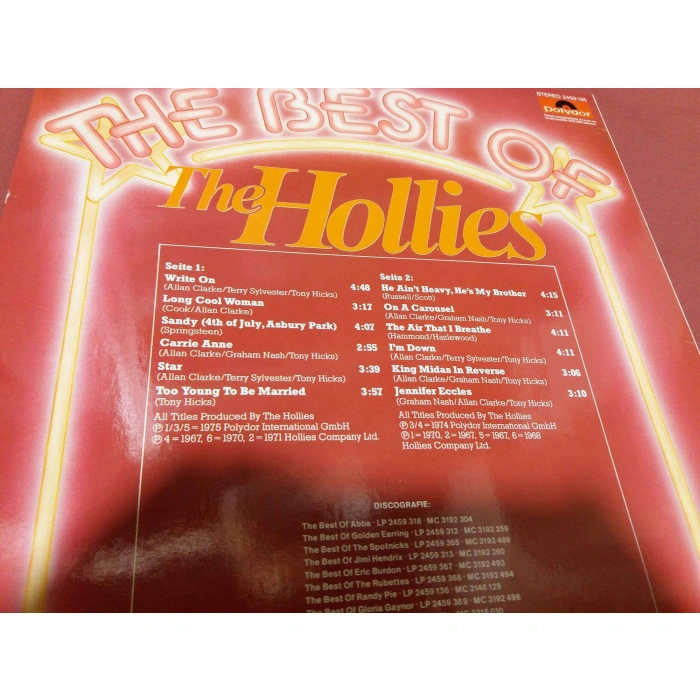 STEREO 2459
polydor
THE BEST OF
The Hollies
Seite 1:
Write On
(Allan Clarke/Terry Sylvester/Tony Hicks) 4:48
Long Cool Woman 3:17
(Cook/Allan Clarke)
Sandy (4th of July, Asbury Park) 4:07
(Springsteen)
Carrie Anne 2:55
(Allan Clarke/Graham Nash/Tony Hicks)
Star 3:39
(Allan Clarke/Terry Sylvester/Tony Hicks)
Too Young To Be Married 3:57
(Tony Hicks)
All Titles Produced By The Hollies
Ⓟ 1/3/5 = 1975 Polydor International GmbH
Ⓟ 4 = 1967, 6 = 1970, 2 = 1971 Hollies Company Ltd.
Seite 2:
He Ain't Heavy, He's My Brother 4:15
(Russell/Scott)
On A Carousel 3:11
(Allan Clarke/Graham Nash/Tony Hicks)
The Air That I Breathe 4:11
(Hammond/Hazlewood)
I'm Down 4:11
(Allan Clarke/Terry Sylvester/Tony Hicks)
King Midas In Reverse 3:06
(Allan Clarke/Graham Nash/Tony Hicks)
Jennifer Eccles 3:10
(Graham Nash/Allan Clarke/Tony Hicks)
All Titles Produced By The Hollies
Ⓟ 3/4 = 1974 Polydor International GmbH
Ⓟ 1 = 1970, 2 = 1967, 5 = 1967, 6 = 1968
Hollies Company Ltd.
DISCOGRAFIE:
The Best Of Abba · LP 2459 318 · MC 3192 304
The Best Of Golden Earring · LP 2459 312 · MC 3192 259
The Best Of The Spotnicks · LP 2459 365 · MC 3192 489
The Best Of Jimi Hendrix · LP 2459 313 · MC 3192 260
The Best Of Eric Burdon · LP 2459 367 · MC 3192 493
The Best Of The Rubettes · LP 2459 368 · MC 3192 494
The Best Of Randy Pie · LP 2459 136 · MC 3146 129
The Best Of Gloria Gaynor · LP 2459 369 · MC 3192 496